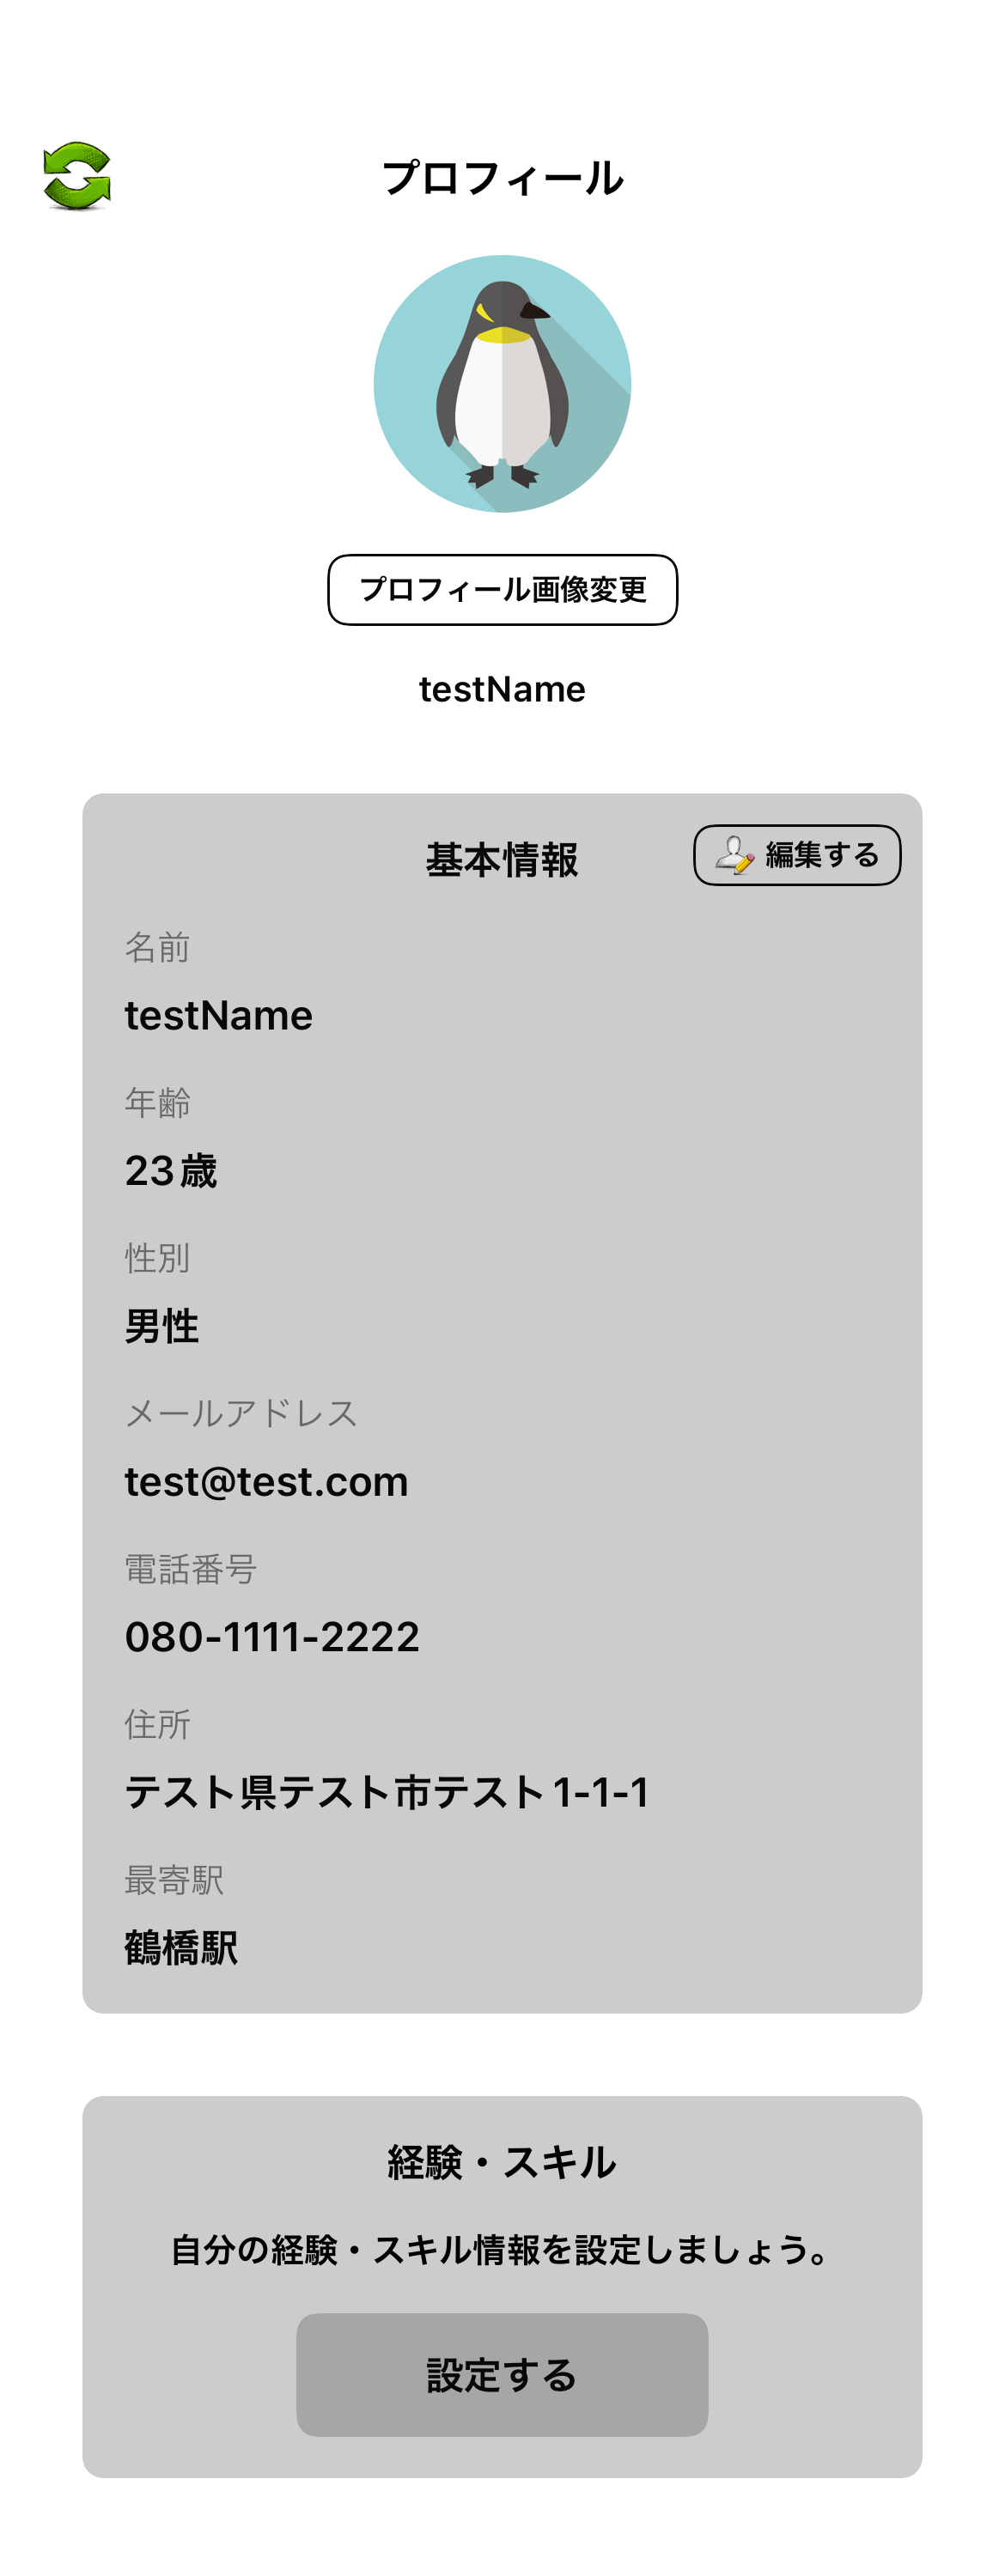 プロフィール
プロフィール画像変更
testName
基本情報
編集する
名前
testName
年齢
23歳
性別
男性
メールアドレス
test@test.com
電話番号
080-1111-2222
住所
テスト県テスト市テスト1-1-1
最寄駅
鶴橋駅
経験・スキル
自分の経験・スキル情報を設定しましょう。
設定する